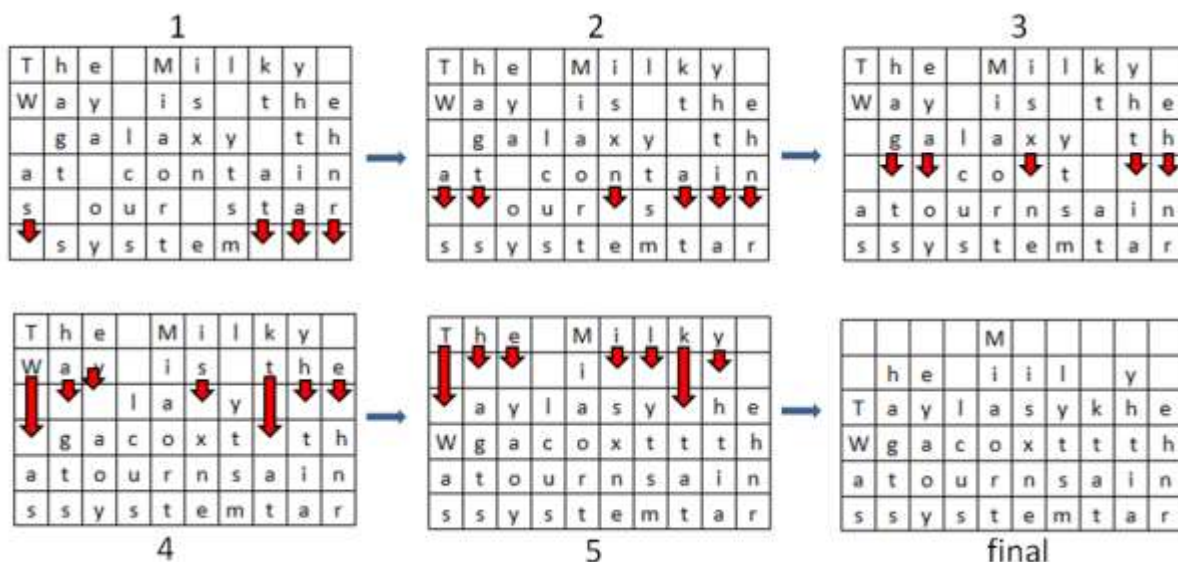 1
T h e   M i l k y
W a y   i s   t h e
g a l a x y   t h
a t   c o n t a i n
s   o u r   s t a r
s y s t e m
2
T h e   M i l k y
W a y   i s   t h e
g a l a x y   t h
a t   c o n t a i n
o u r   s
s s y s t e m t a r
3
T h e   M i l k y
W a y   i s   t h e
g a l a x y   t h
c o   t
a t o u r n s a i n
s s y s t e m t a r
T h e   M i l k y
W a y   i s   t h e
l a   y
g a c o x t   t h
a t o u r n s a i n
s s y s t e m t a r
4
T h e   M i l k y
i
a y l a s y   h e
W g a c o x t t t h
a t o u r n s a i n
s s y s t e m t a r
5
M
h e   i i l   y
T a y l a s y k h e
W g a c o x t t t h
a t o u r n s a i n
s s y s t e m t a r
final